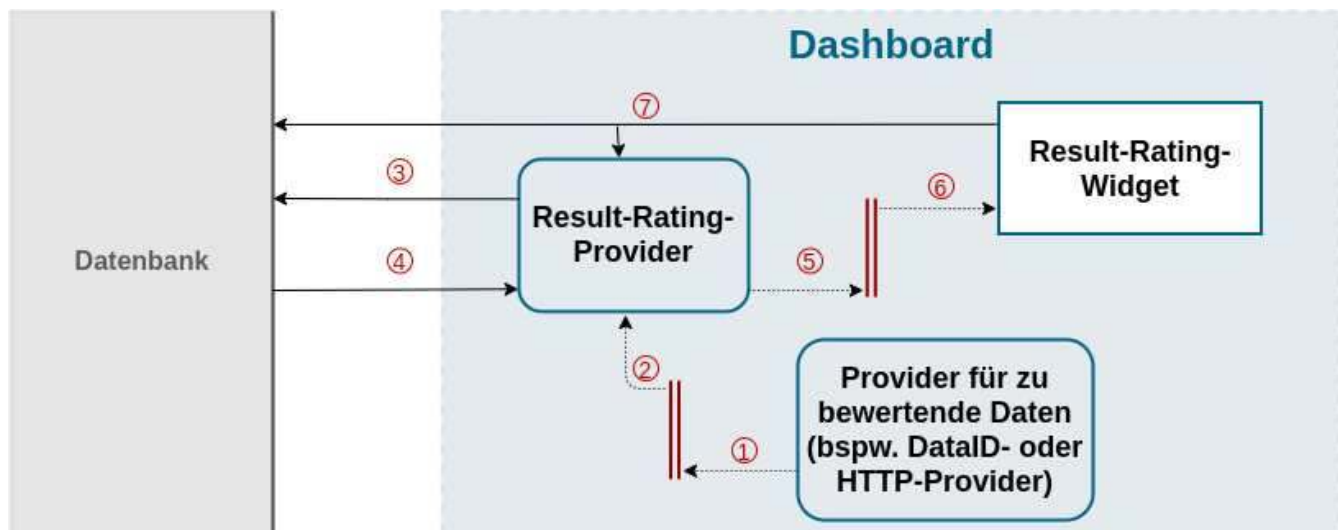 Dashboard
⑦
Result-Rating-
Widget
③
⑥
Result-Rating-
Provider
Datenbank
④
⑤
②
Provider für zu
bewertende Daten
(bspw. DataID- oder
HTTP-Provider)
①